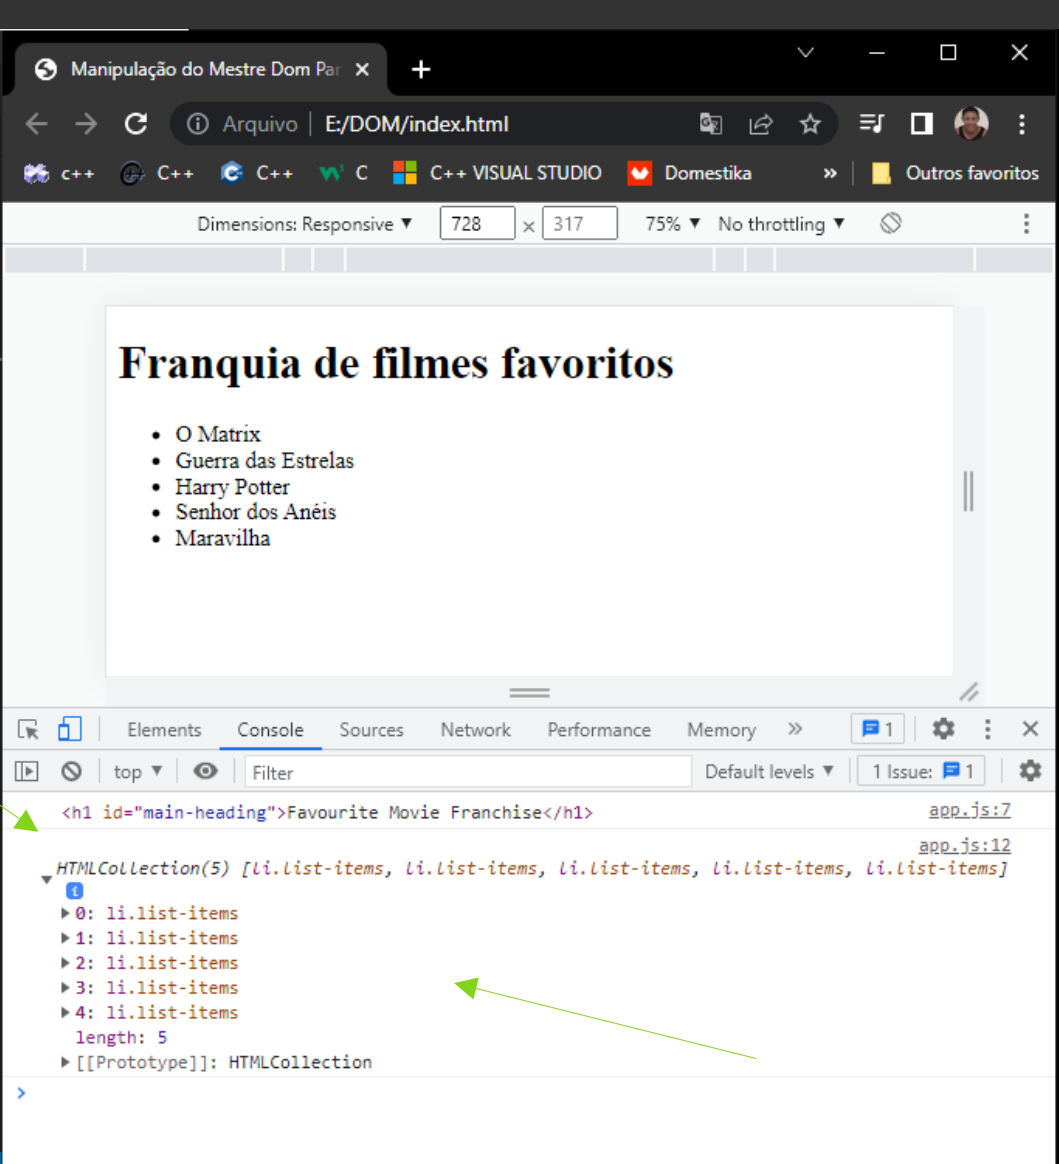 Manipulação do Mestre Dom Par
Arquivo E:/DOM/index.html
c++ C++ C++ C C++ VISUAL STUDIO Domestika » Outros favoritos
Dimensions: Responsive ▼ 728 × 317 75% ▼ No throttling ▼
Franquia de filmes favoritos
• O Matrix
• Guerra das Estrelas
• Harry Potter
• Senhor dos Anéis
• Maravilha
Elements Console Sources Network Performance Memory » 1
top ▼ Filter Default levels ▼ 1 Issue: 1
<h1 id="main-heading">Favourite Movie Franchise</h1> app.js:7
app.js:12
HTMLCollection(5) [li.list-items, li.list-items, li.list-items, li.list-items, li.list-items]
i
0: li.list-items
1: li.list-items
2: li.list-items
3: li.list-items
4: li.list-items
length: 5
[[Prototype]]: HTMLCollection